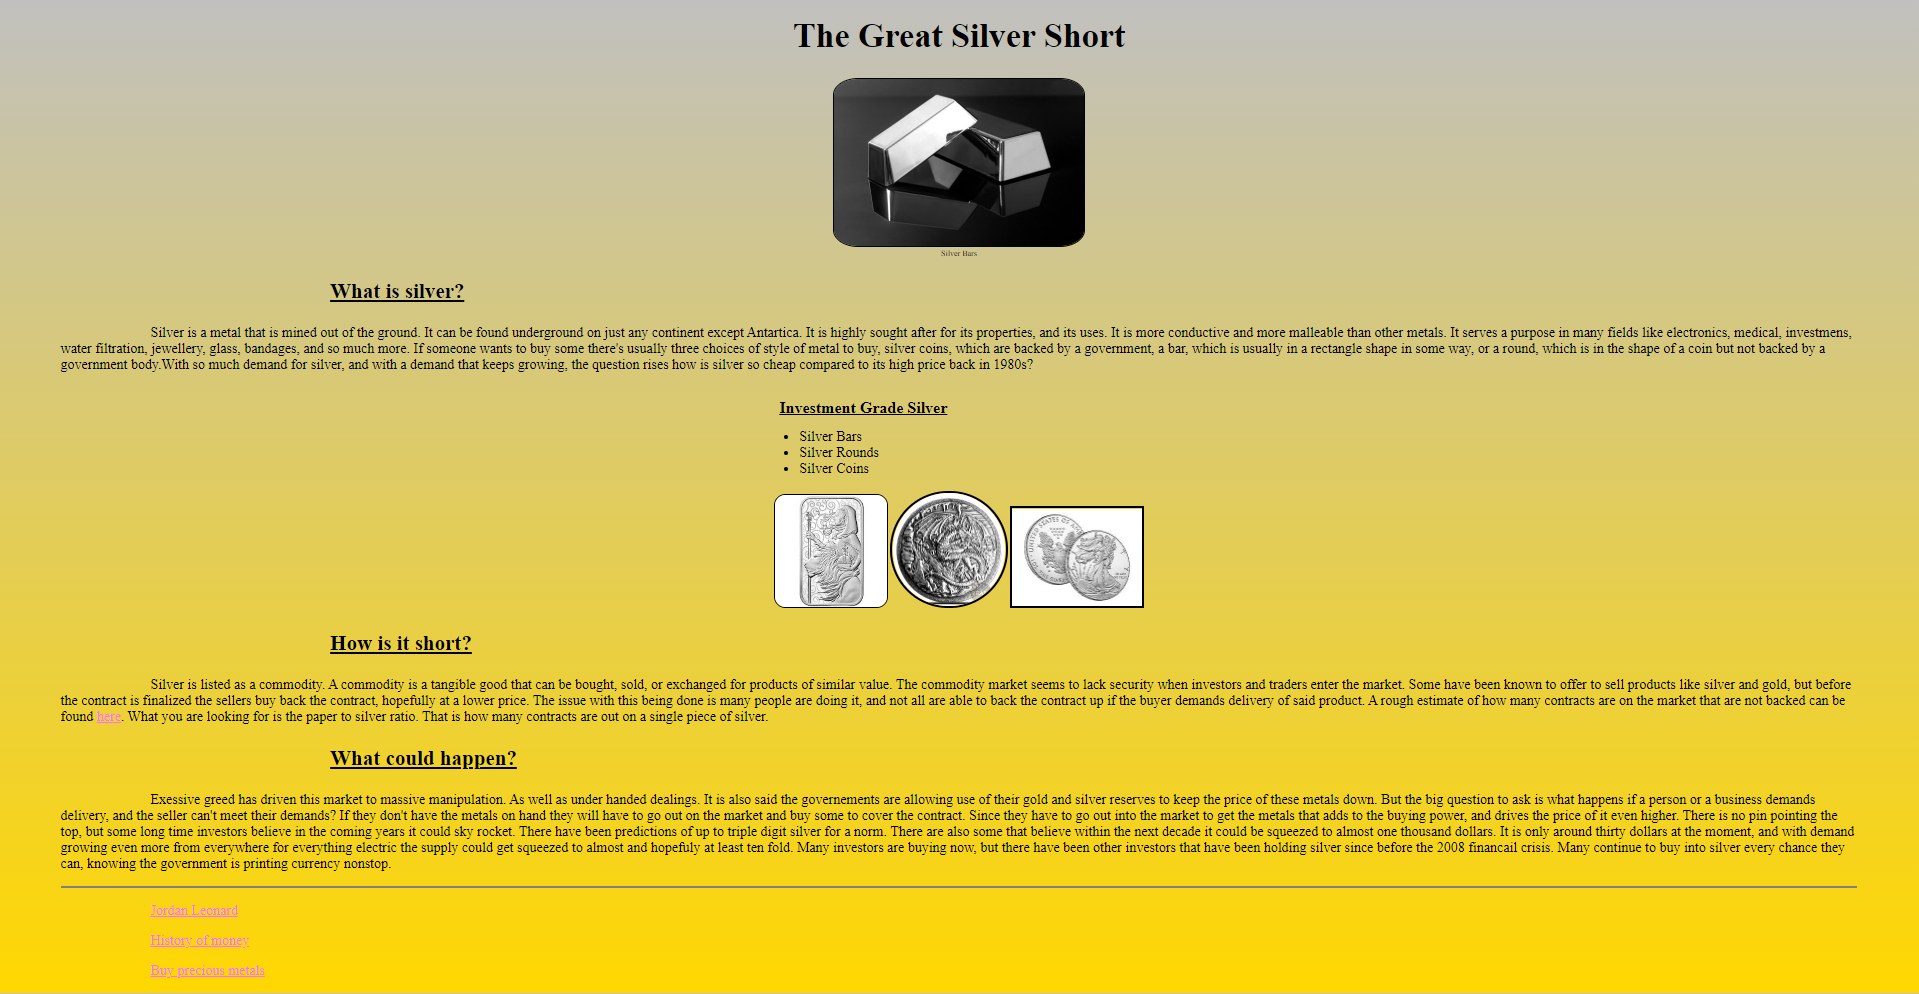 The Great Silver Short
Silver Bars
What is silver?
Silver is a metal that is mined out of the ground. It can be found underground on just any continent except Antartica. It is highly sought after for its properties, and its uses. It is more conductive and more malleable than other metals. It serves a purpose in many fields like electronics, medical, investmens,
water filtration, jewellery, glass, bandages, and so much more. If someone wants to buy some there's usually three choices of style of metal to buy, silver coins, which are backed by a government, a bar, which is usually in a rectangle shape in some way, or a round, which is in the shape of a coin but not backed by a
government body.With so much demand for silver, and with a demand that keeps growing, the question rises how is silver so cheap compared to its high price back in 1980s?
Investment Grade Silver
• Silver Bars
• Silver Rounds
• Silver Coins
How is it short?
Silver is listed as a commodity. A commodity is a tangible good that can be bought, sold, or exchanged for products of similar value. The commodity market seems to lack security when investors and traders enter the market. Some have been known to offer to sell products like silver and gold, but before
the contract is finalized the sellers buy back the contract, hopefully at a lower price. The issue with this being done is many people are doing it, and not all are able to back the contract up if the buyer demands delivery of said product. A rough estimate of how many contracts are on the market that are not backed can be
found here. What you are looking for is the paper to silver ratio. That is how many contracts are out on a single piece of silver.
What could happen?
Exessive greed has driven this market to massive manipulation. As well as under handed dealings. It is also said the governements are allowing use of their gold and silver reserves to keep the price of these metals down. But the big question to ask is what happens if a person or a business demands
delivery, and the seller can't meet their demands? If they don't have the metals on hand they will have to go out on the market and buy some to cover the contract. Since they have to go out into the market to get the metals that adds to the buying power, and drives the price of it even higher. There is no pin pointing the
top, but some long time investors believe in the coming years it could sky rocket. There have been predictions of up to triple digit silver for a norm. There are also some that believe within the next decade it could be squeezed to almost one thousand dollars. It is only around thirty dollars at the moment, and with demand
growing even more from everywhere for everything electric the supply could get squeezed to almost and hopefuly at least ten fold. Many investors are buying now, but there have been other investors that have been holding silver since before the 2008 financail crisis. Many continue to buy into silver every chance they
can, knowing the government is printing currency nonstop.
Jordan Leonard
History of money
Buy precious metals